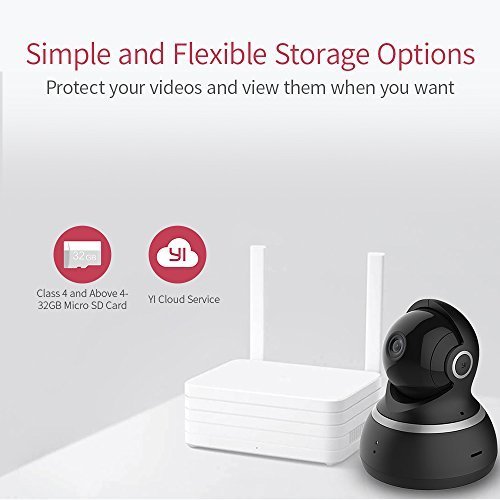 Simple and Flexible Storage Options
Protect your videos and view them when you want
32GB
YI
Class 4 and Above 4-
32GB Micro SD Card
YI Cloud Service